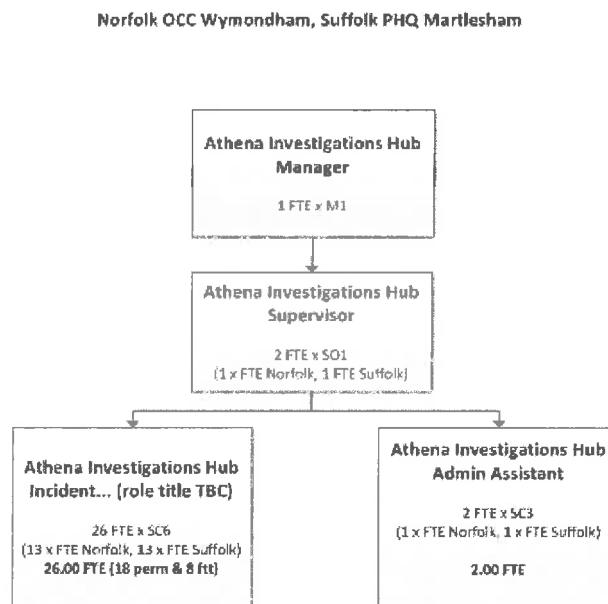 Norfolk OCC Wymondham, Suffolk PHQ Martlesham
Athena Investigations Hub
Manager
1 FTE x M1
Athena Investigations Hub
Supervisor
2 FTE x SO1
(1 x FTE Norfolk, 1 FTE Suffolk)
Athena Investigations Hub
Incident... (role title TBC)
26 FTE x SC6
(13 x FTE Norfolk, 13 x FTE Suffolk)
26.00 FTE (18 perm & 8 ftt)
Athena Investigations Hub
Admin Assistant
2 FTE x SC3
(1 x FTE Norfolk, 1 x FTE Suffolk)
2.00 FTE